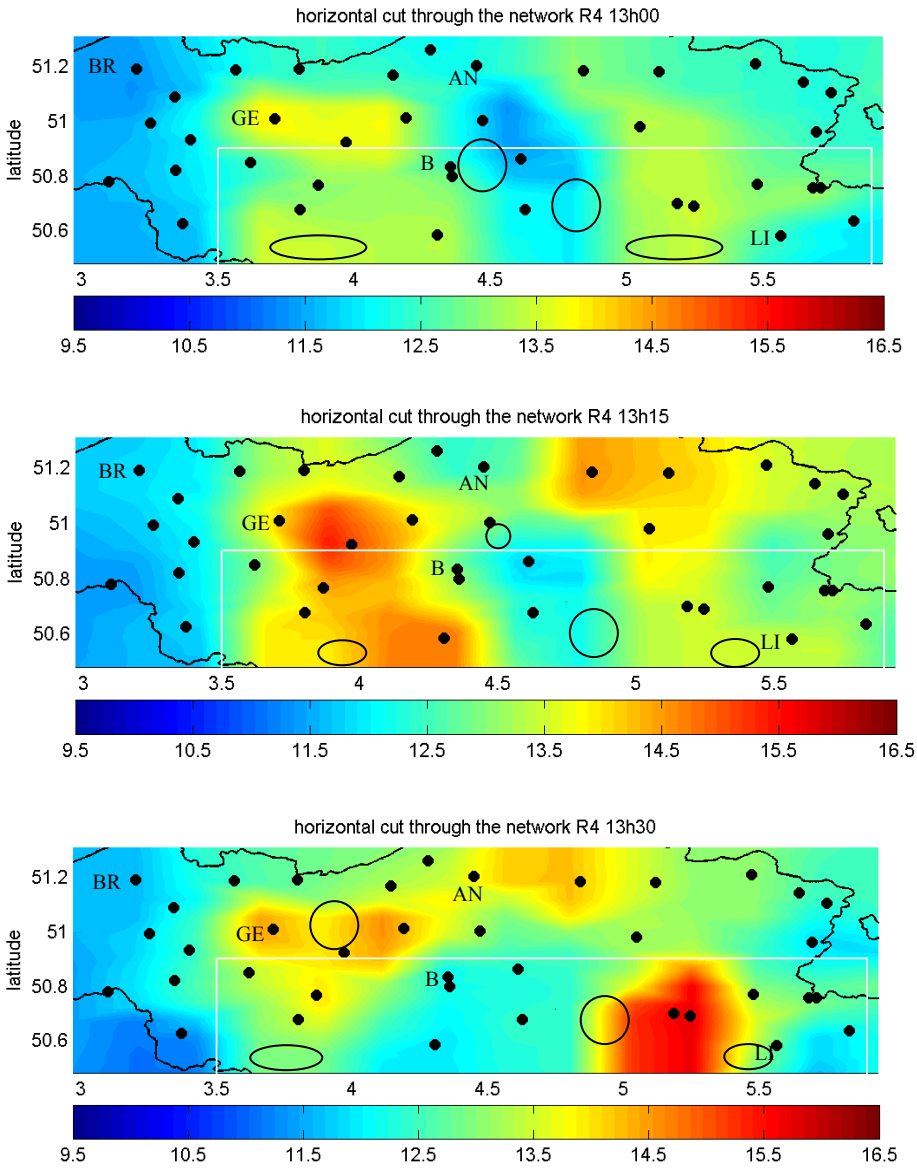 horizontal cut through the network R4 13h00
latitude
51.2
51
50.8
50.6
BR
AN
GE
B
LI
3 3.5 4 4.5 5 5.5
9.5 10.5 11.5 12.5 13.5 14.5 15.5 16.5
horizontal cut through the network R4 13h15
latitude
51.2
51
50.8
50.6
BR
AN
GE
B
LI
3 3.5 4 4.5 5 5.5
9.5 10.5 11.5 12.5 13.5 14.5 15.5 16.5
horizontal cut through the network R4 13h30
latitude
51.2
51
50.8
50.6
BR
AN
GE
B
LI
3 3.5 4 4.5 5 5.5
9.5 10.5 11.5 12.5 13.5 14.5 15.5 16.5